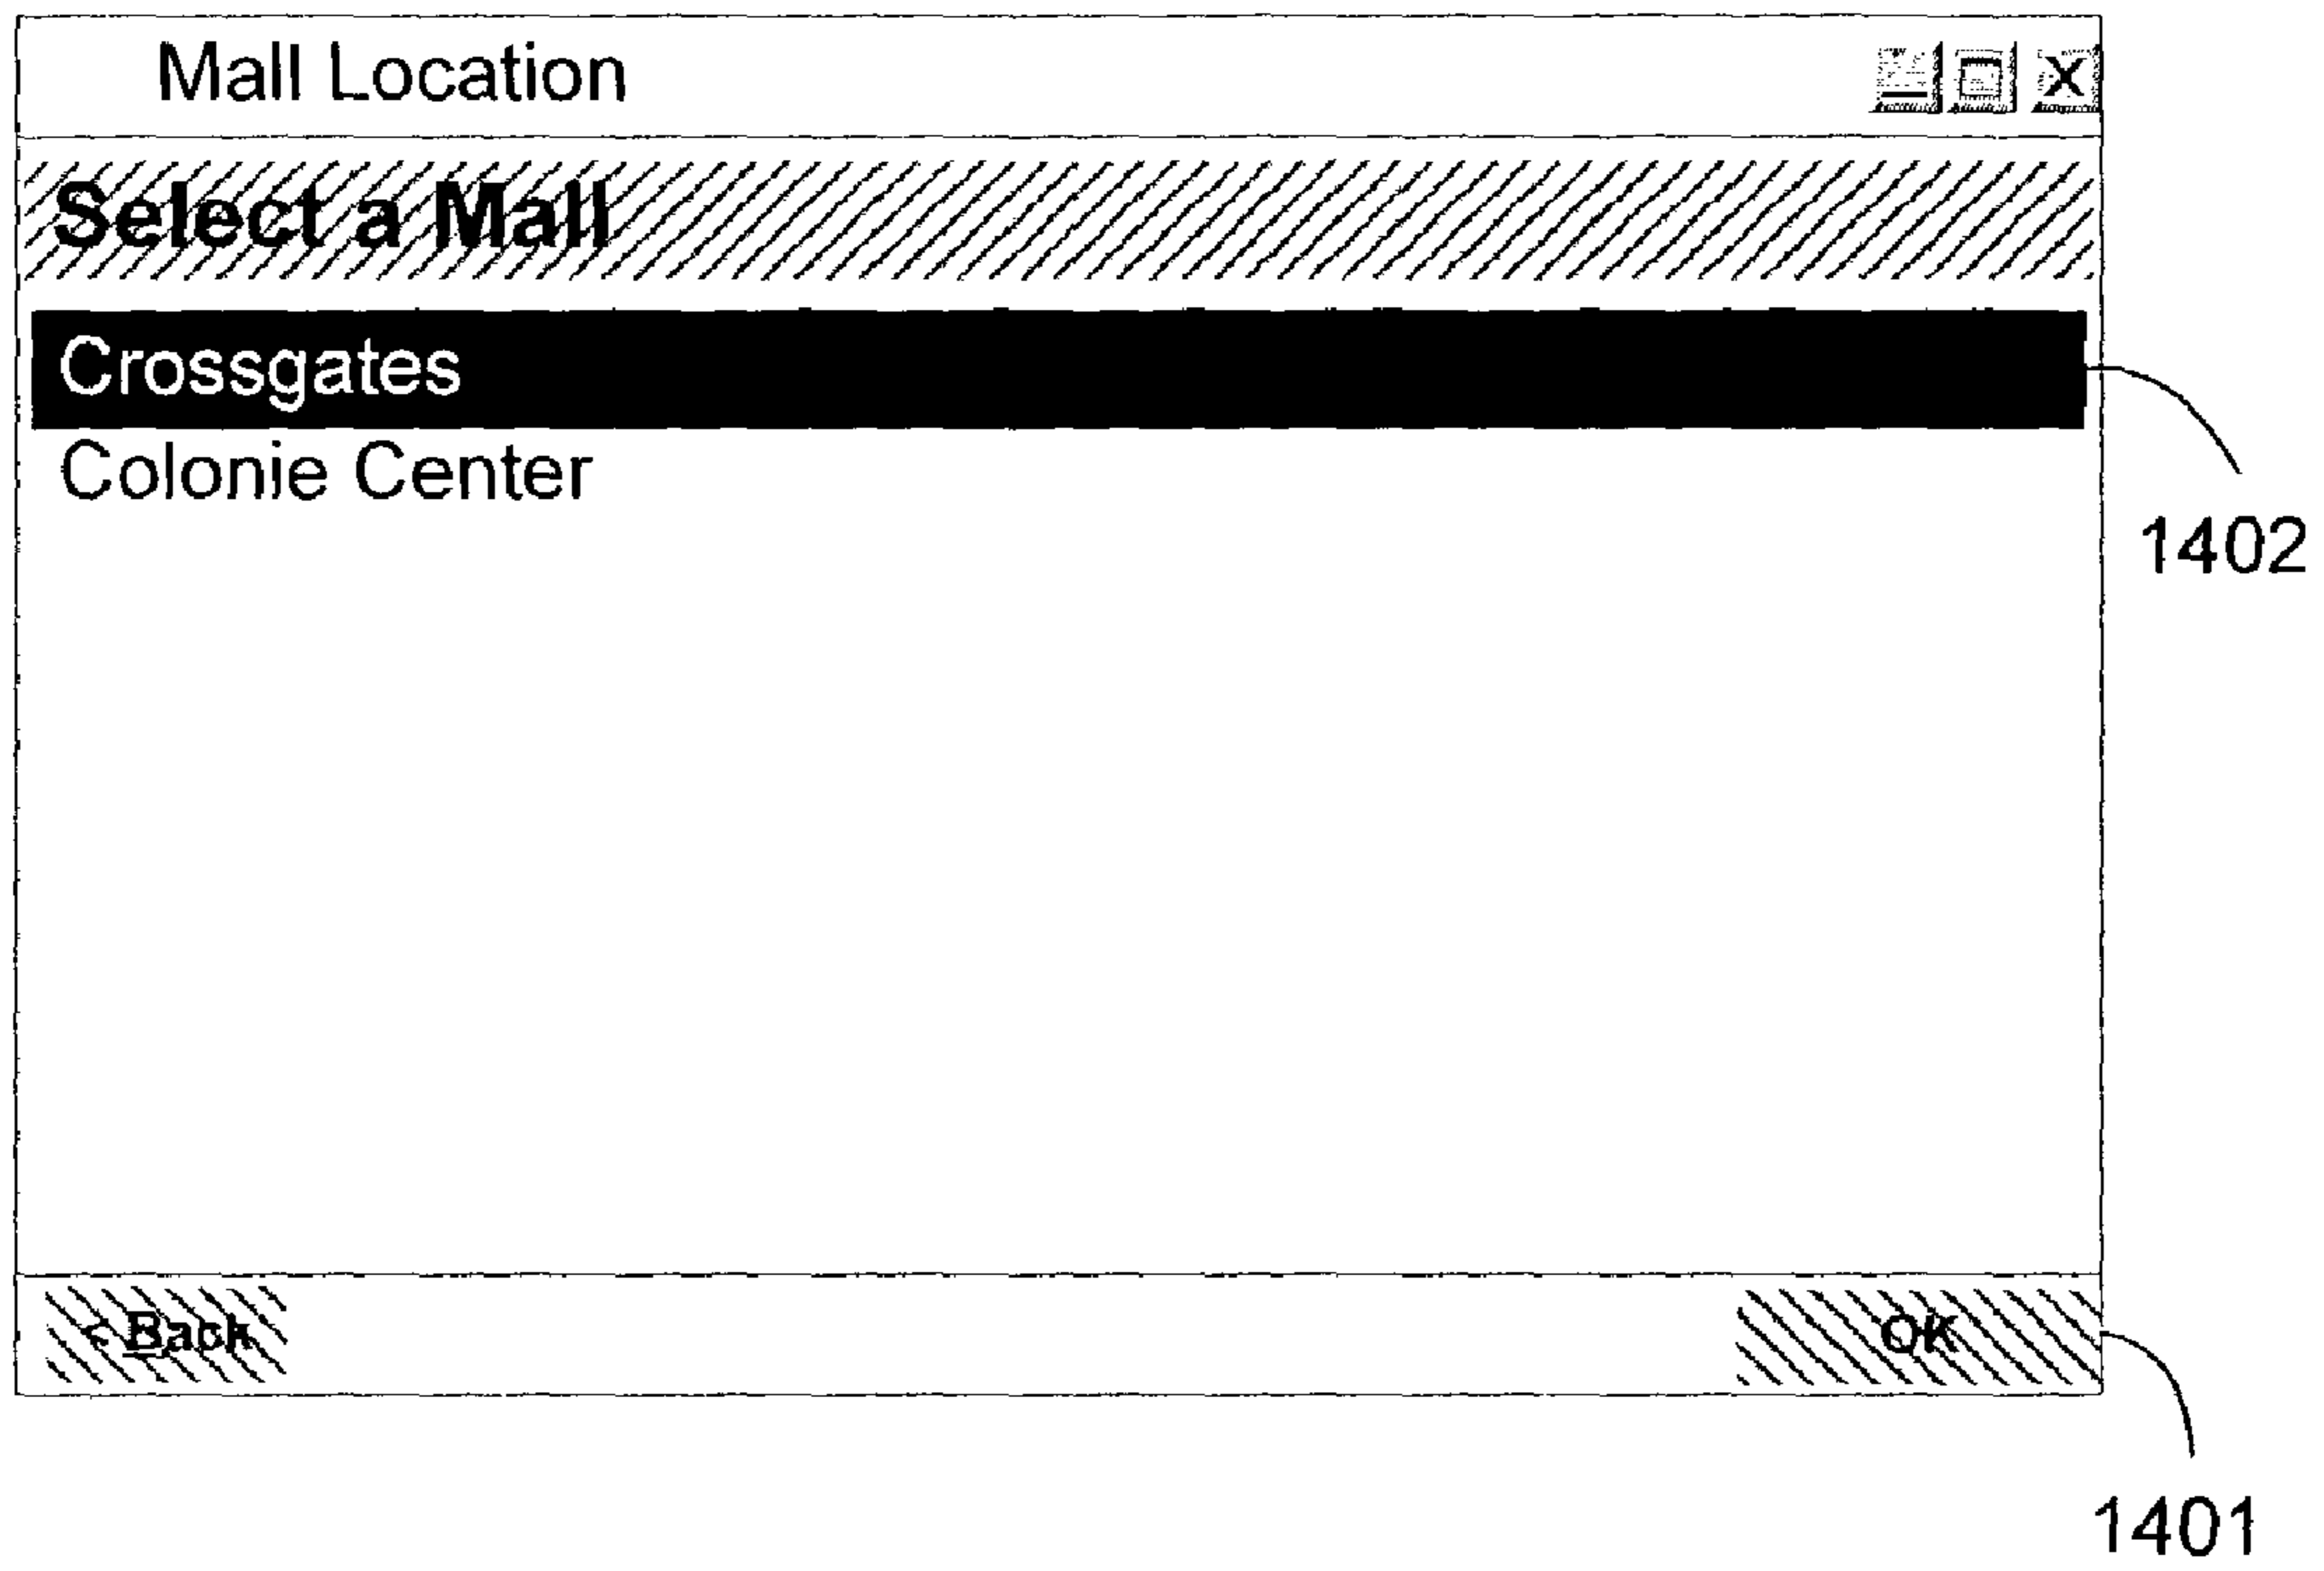 Mall Location
Select a Mall
Crossgates
Colonie Center
1402
< Back
OK
1401